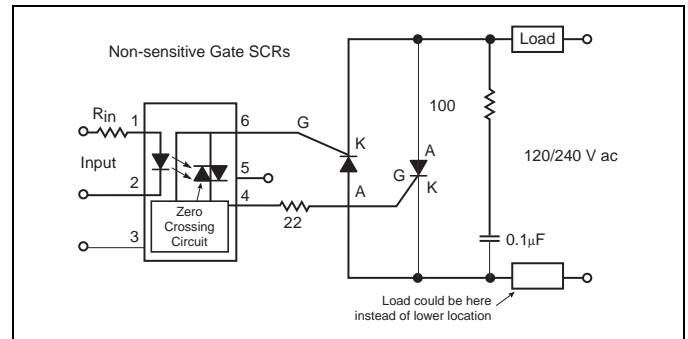 Non-sensitive Gate SCRs
Load
Rin
1
6
G
100
K
A
Input
5
G
K
120/240 V ac
2
4
A
22
Zero
Crossing
Circuit
3
0.1μF
Load could be here
instead of lower location